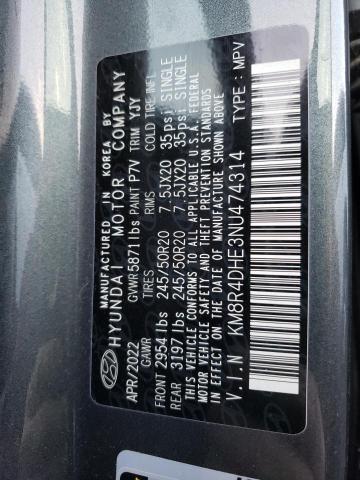 MANUFACTURED IN KOREA BY
HYUNDAI MOTOR COMPANY
APR/2022 GVWR 5871 lbs PAINT P7V TRIM YJY
GAWR TIRES RIMS COLD TIRE INFL
FRONT 2954 lbs 245/50R20 7.5JX20 35psi SINGLE
REAR 3197 lbs 245/50R20 7.5JX20 35psi SINGLE
THIS VEHICLE CONFORMS TO ALL APPLICABLE U.S. FEDERAL
MOTOR VEHICLE SAFETY AND THEFT PREVENTION STANDARDS
IN EFFECT ON THE DATE OF MANUFACTURE SHOWN ABOVE
V.I.N KM8R4DHE3NU474314 TYPE : MPV